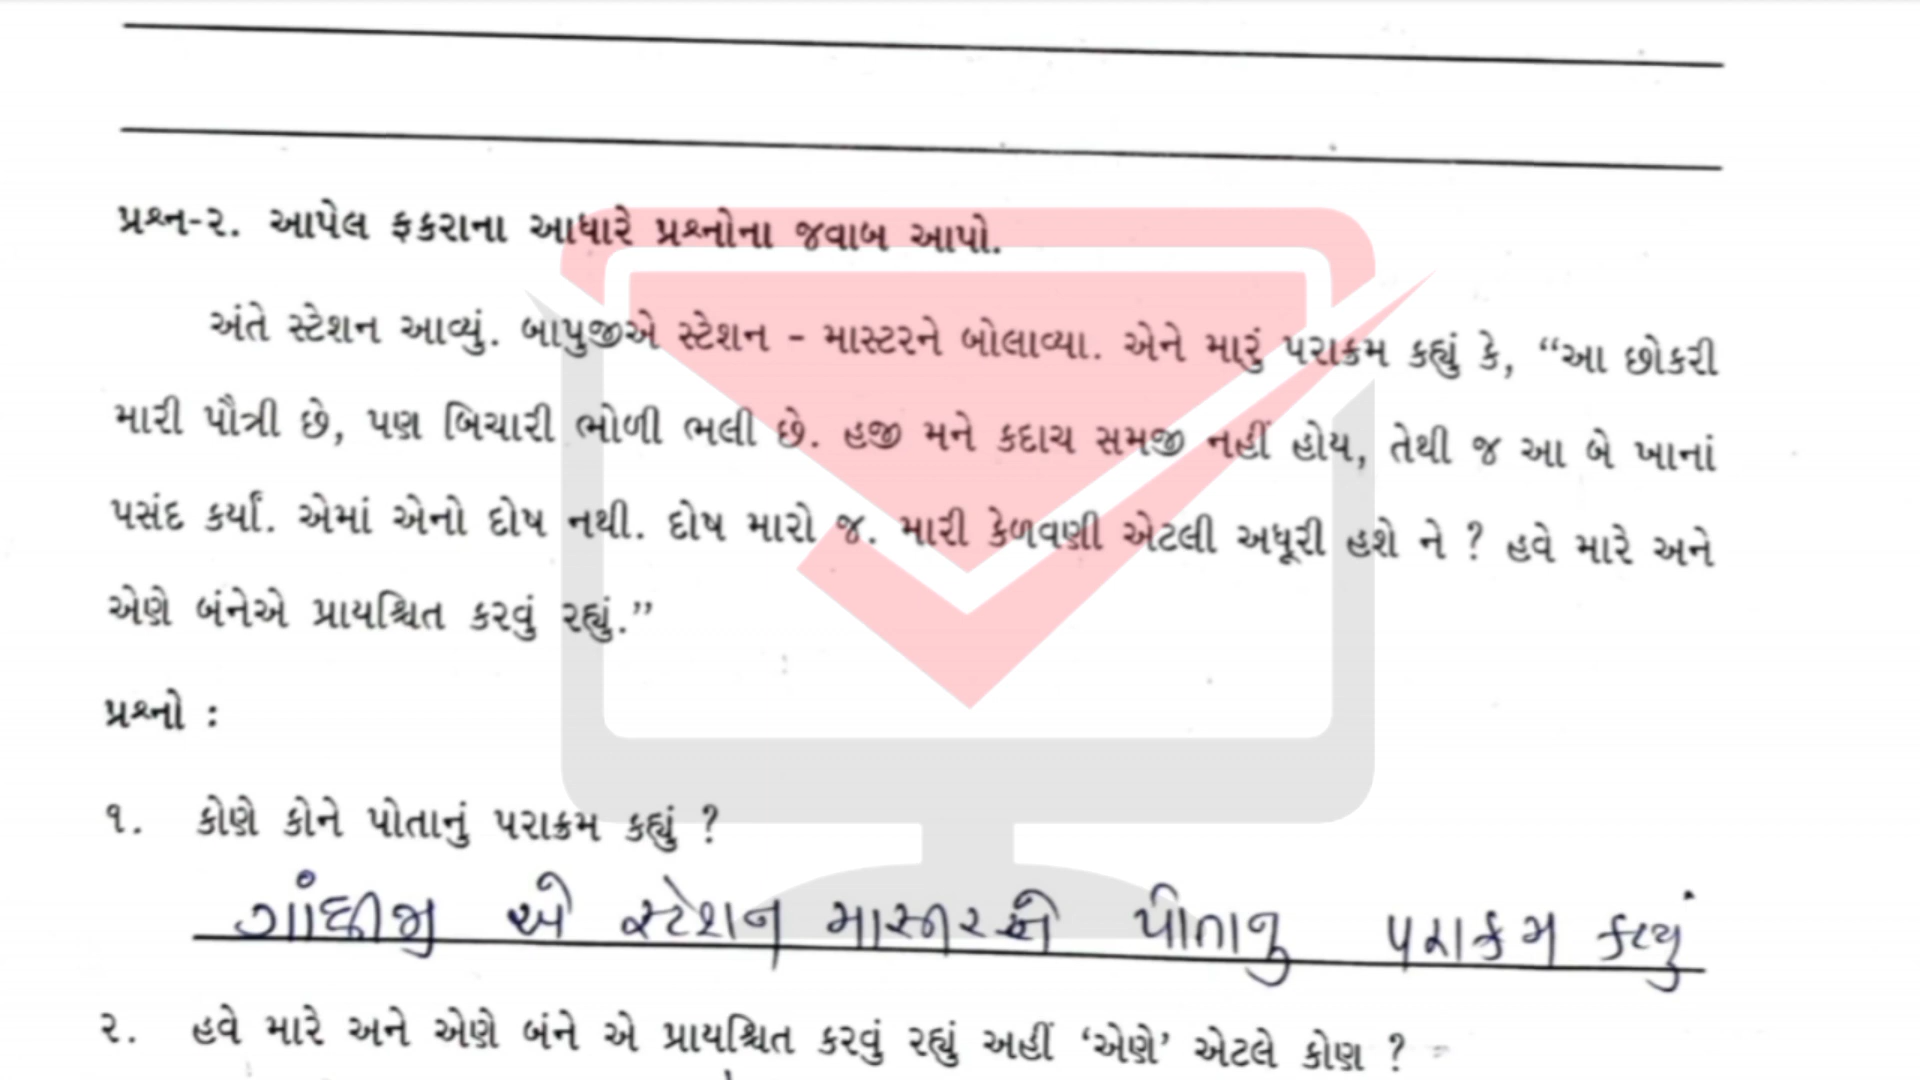 પ્રશ્ન-૨. આપેલ ફકરાના આધારે પ્રશ્નોના જવાબ આપો.
અંતે સ્ટેશન આવ્યું. બાપુજીએ સ્ટેશન - માસ્ટરને બોલાવ્યા. એને મારું પરાક્રમ કહ્યું કે, “આ છોકરી
મારી પૌત્રી છે, પણ બિચારી ભોળી ભલી છે. હજી મને કદાચ સમજી નહીં હોય, તેથી જ આ બે ખાનાં
પસંદ કર્યાં. એમાં એનો દોષ નથી. દોષ મારો જ. મારી કેળવણી એટલી અધૂરી હશે ને ? હવે મારે અને
એણે બંનેએ પ્રાયશ્ચિત કરવું રહ્યું.”
પ્રશ્નો :
૧. કોણે કોને પોતાનું પરાક્રમ કહ્યું ?
ગાંધીજી એ સ્ટેશન માસ્તરને પોતાનુ પરાક્રમ કહ્યું
૨. હવે મારે અને એણે બંને એ પ્રાયશ્ચિત કરવું રહ્યું અહીં ‘એણે’ એટલે કોણ ?